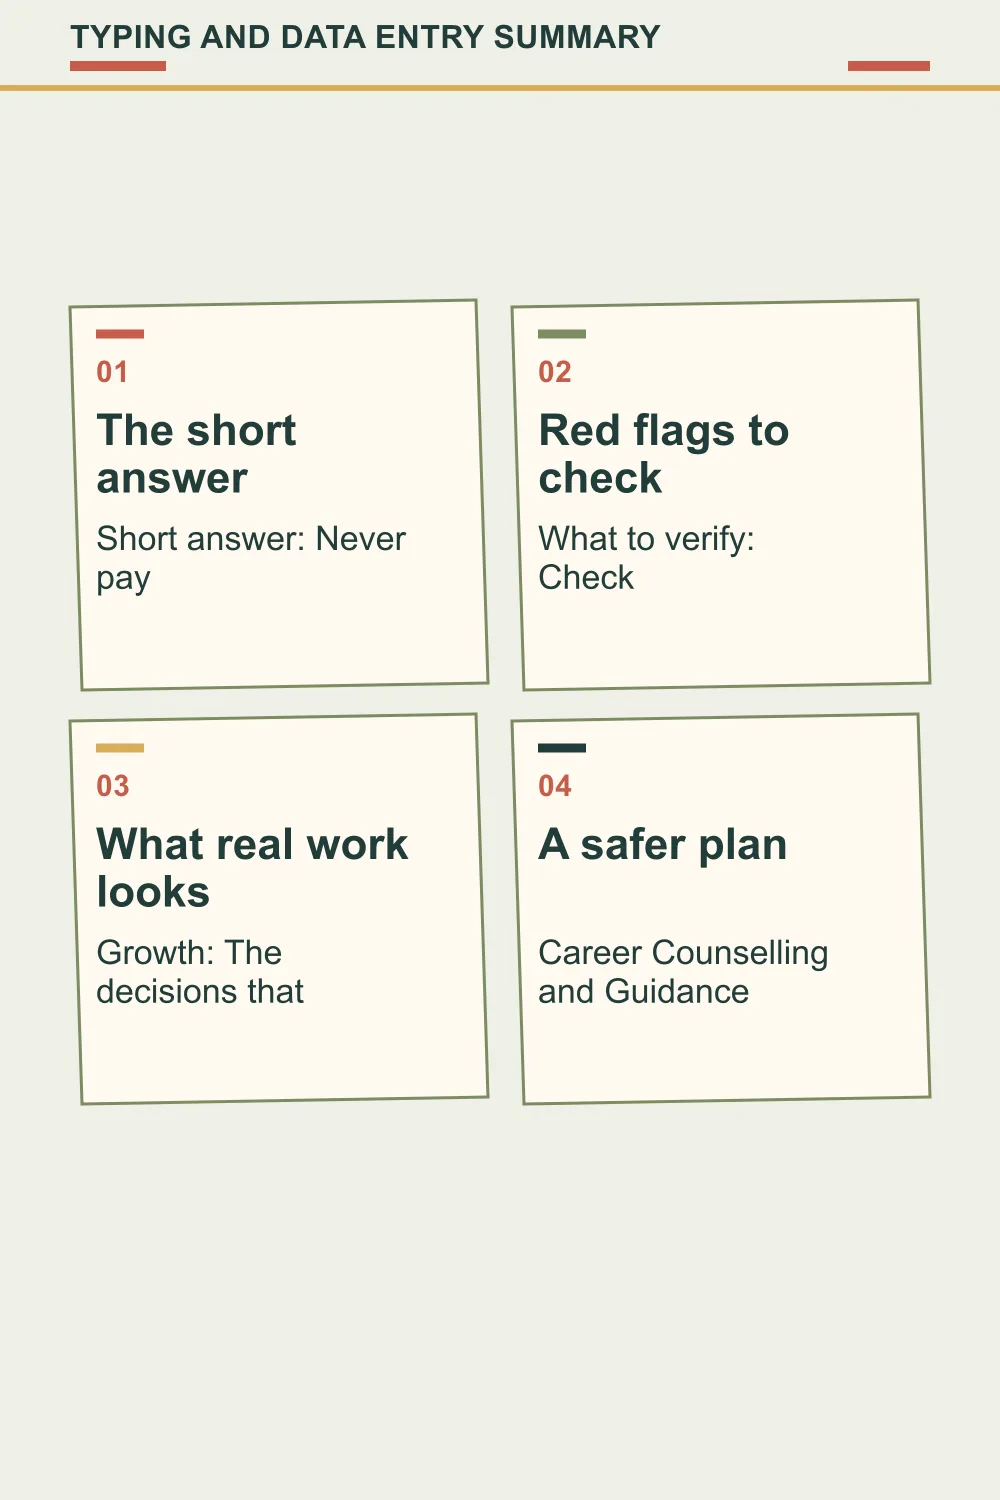 TYPING AND DATA ENTRY SUMMARY
01
The short
answer
Short answer: Never
pay
02
Red flags to
check
What to verify:
Check
03
What real work
looks
Growth: The
decisions that
04
A safer plan
Career Counselling
and Guidance